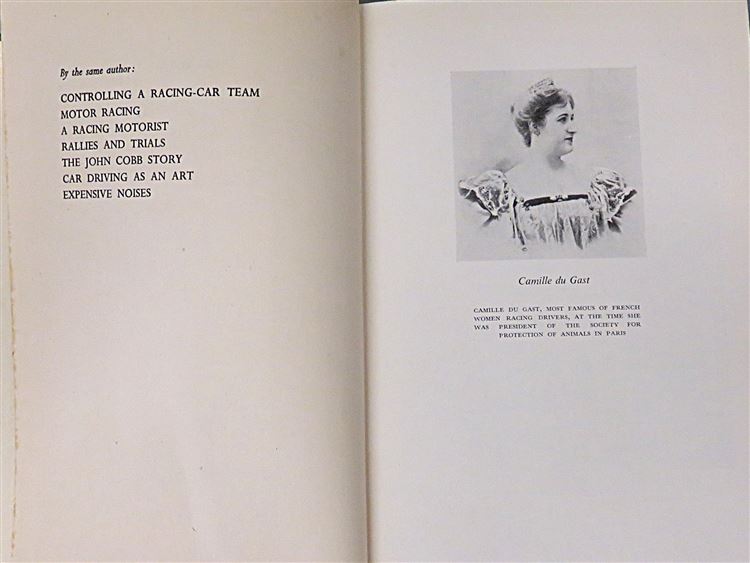 By the same author:
CONTROLLING A RACING-CAR TEAM
MOTOR RACING
A RACING MOTORIST
RALLIES AND TRIALS
THE JOHN COBB STORY
CAR DRIVING AS AN ART
EXPENSIVE NOISES
Camille du Gast
CAMILLE DU GAST, MOST FAMOUS OF FRENCH
WOMEN RACING DRIVERS, AT THE TIME SHE
WAS PRESIDENT OF THE SOCIETY FOR
PROTECTION OF ANIMALS IN PARIS